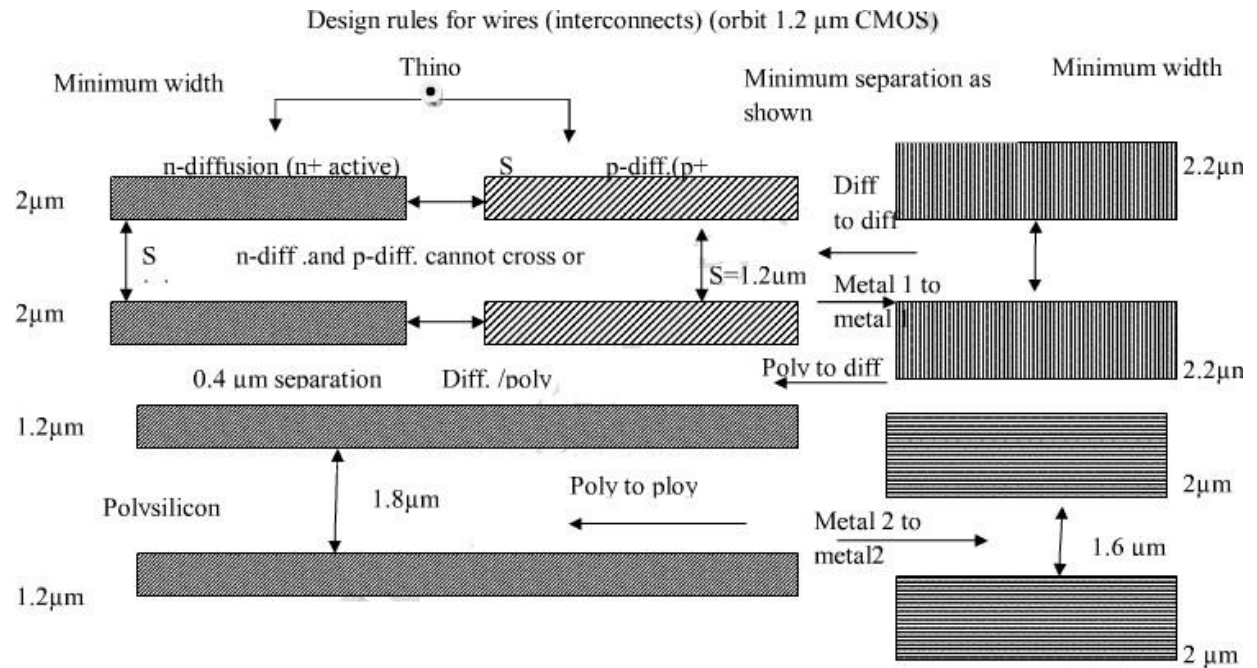 Design rules for wires (interconnects) (orbit 1.2 µm CMOS)
Minimum width
Thino
Minimum separation as
shown
Minimum width
n-diffusion (n+ active)
S
p-diff.(p+
2µm
Diff
to diff
2.2µm
S
n-diff .and p-diff. cannot cross or
S=1.2um
2µm
Metal 1 to
metal 1
0.4 µm separation
Diff. /poly
Poly to diff
2.2µm
1.2µm
Polysilicon
1.8µm
Poly to ploy
2µm
Metal 2 to
metal2
1.6 um
1.2µm
2 µm